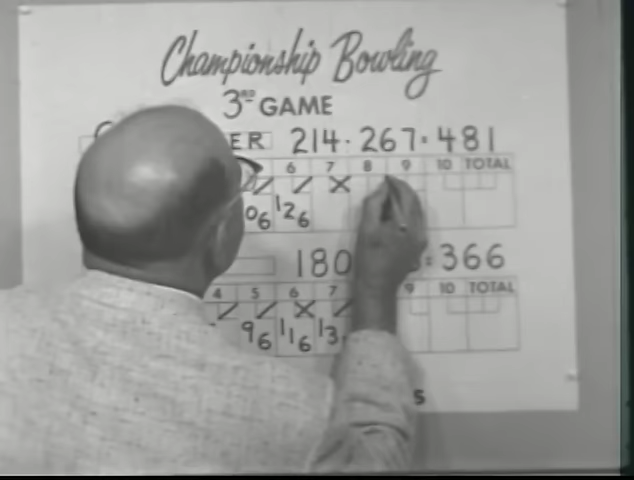 Championship Bowling
3RD GAME
ER 214 · 267 · 481
6 7 8 9 10 TOTAL
/ / X
06 126
180 : 366
4 5 6 7 9 10 TOTAL
/ / X /
96 116 13
S